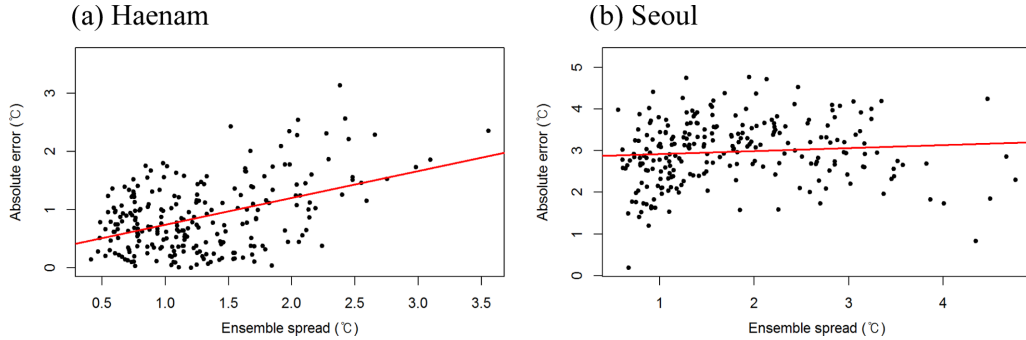 (a) Haenam
Absolute error (℃)
3
2
1
0
0.5 1.0 1.5 2.0 2.5 3.0 3.5
Ensemble spread (℃)
(b) Seoul
Absolute error (℃)
5
4
3
2
1
0
1 2 3 4
Ensemble spread (℃)